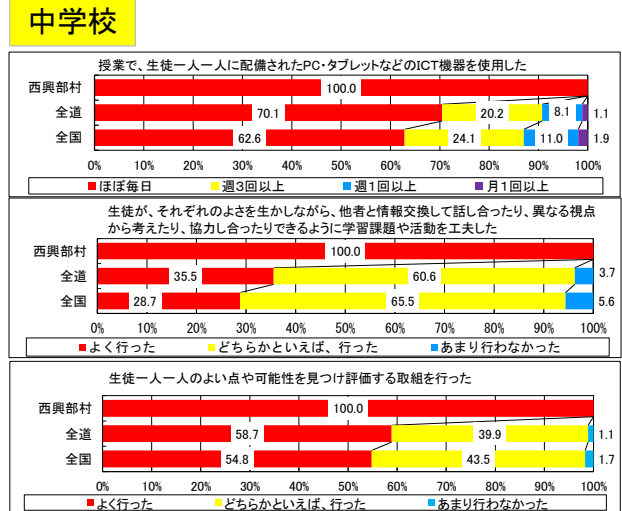 中学校
授業で、生徒一人一人に配備されたPC・タブレットなどのICT機器を使用した
西興部村 100.0
全道 70.1 20.2 8.1 1.1
全国 62.6 24.1 11.0 1.9
0% 10% 20% 30% 40% 50% 60% 70% 80% 90% 100%
ほぼ毎日 週3回以上 週1回以上 月1回以上
生徒が、それぞれのよさを生かしながら、他者と情報交換して話し合ったり、異なる視点
から考えたり、協力し合ったりできるように学習課題や活動を工夫した
西興部村 100.0
全道 35.5 60.6 3.7
全国 28.7 65.5 5.6
0% 10% 20% 30% 40% 50% 60% 70% 80% 90% 100%
よく行った どちらかといえば、行った あまり行わなかった
生徒一人一人のよい点や可能性を見つけ評価する取組を行った
西興部村 100.0
全道 58.7 39.9 1.1
全国 54.8 43.5 1.7
0% 10% 20% 30% 40% 50% 60% 70% 80% 90% 100%
よく行った どちらかといえば、行った あまり行わなかった